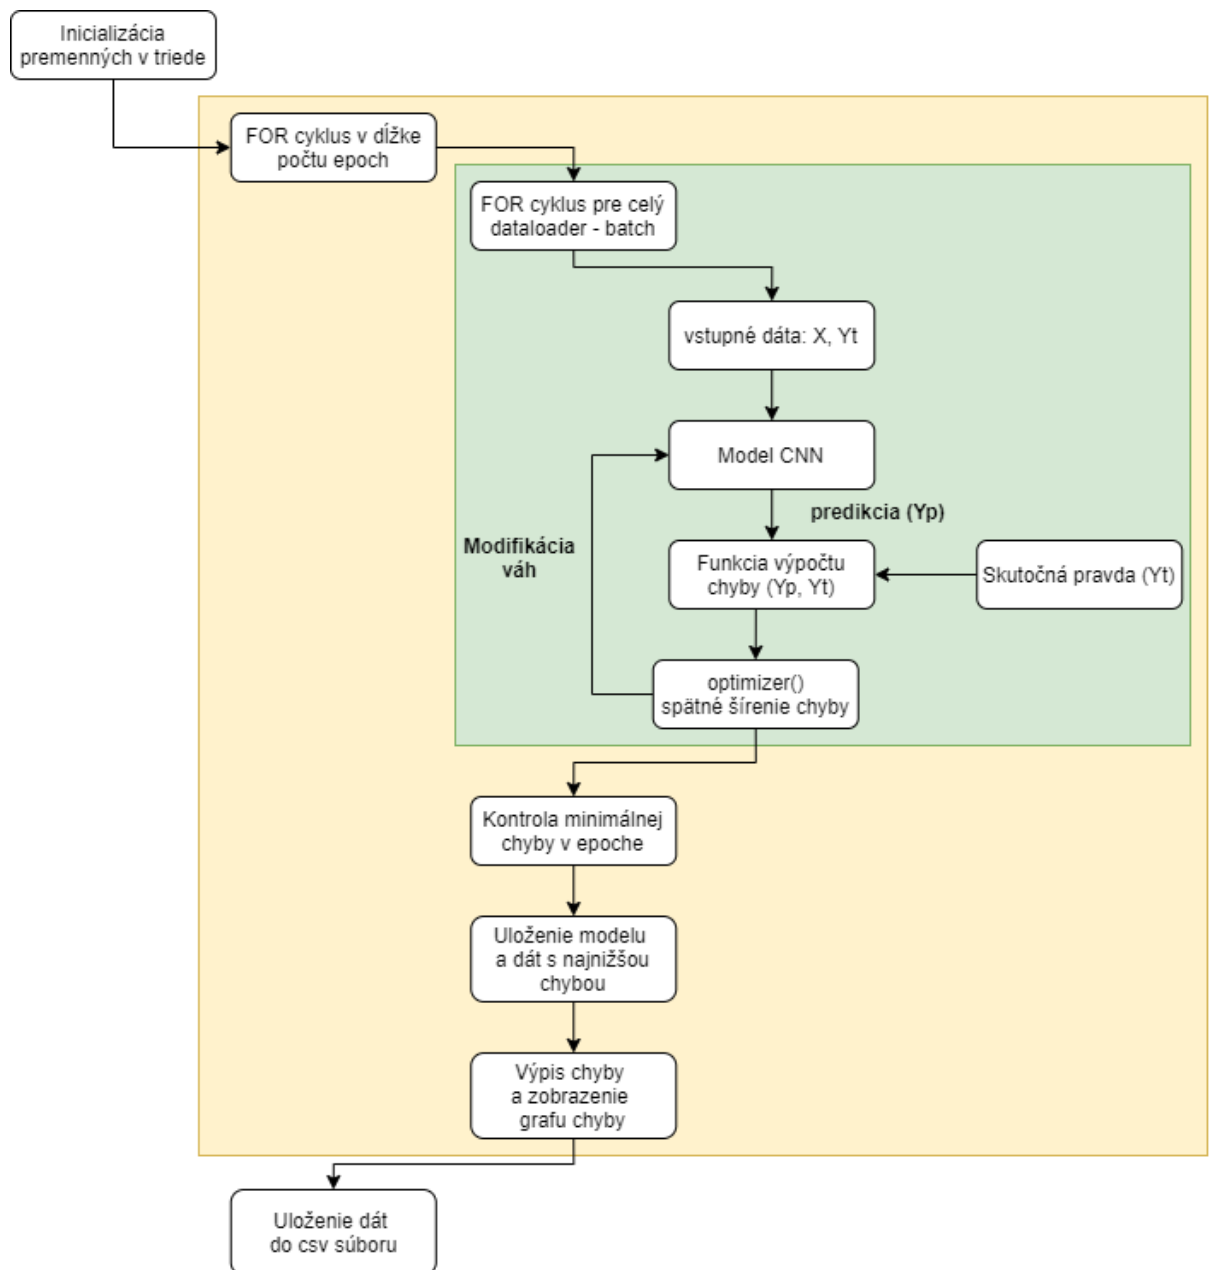 Inicializácia
premenných v triede
FOR cyklus v dĺžke
počtu epoch
FOR cyklus pre celý
dataloader - batch
vstupné dáta: X, Yt
Model CNN
predikcia (Yp)
Modifikácia
váh
Funkcia výpočtu
chyby (Yp, Yt)
Skutočná pravda (Yt)
optimizer()
spätné šírenie chyby
Kontrola minimálnej
chyby v epoche
Uloženie modelu
a dát s najnižšou
chybou
Výpis chyby
a zobrazenie
grafu chyby
Uloženie dát
do csv súboru